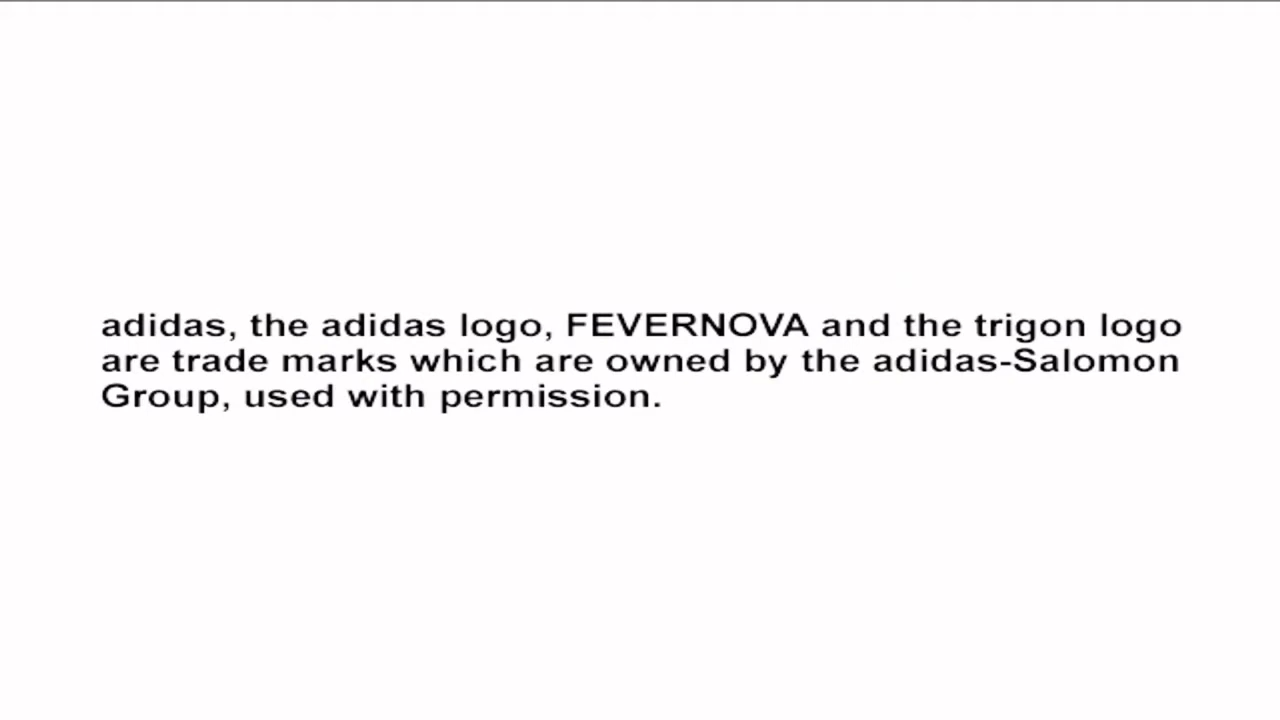 adidas, the adidas logo, FEVERNOVA and the trigon logo
are trade marks which are owned by the adidas-Salomon
Group, used with permission.